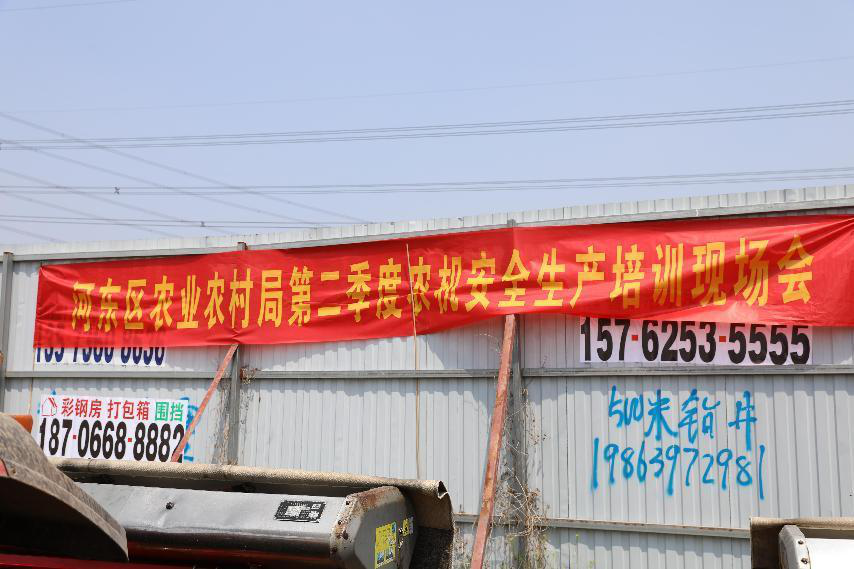 河东区农业农村局第二季度农机安全生产培训现场会
157-6253-5555
彩钢房 打包箱 围挡
187-0668-8882
500米钻井
19863972981